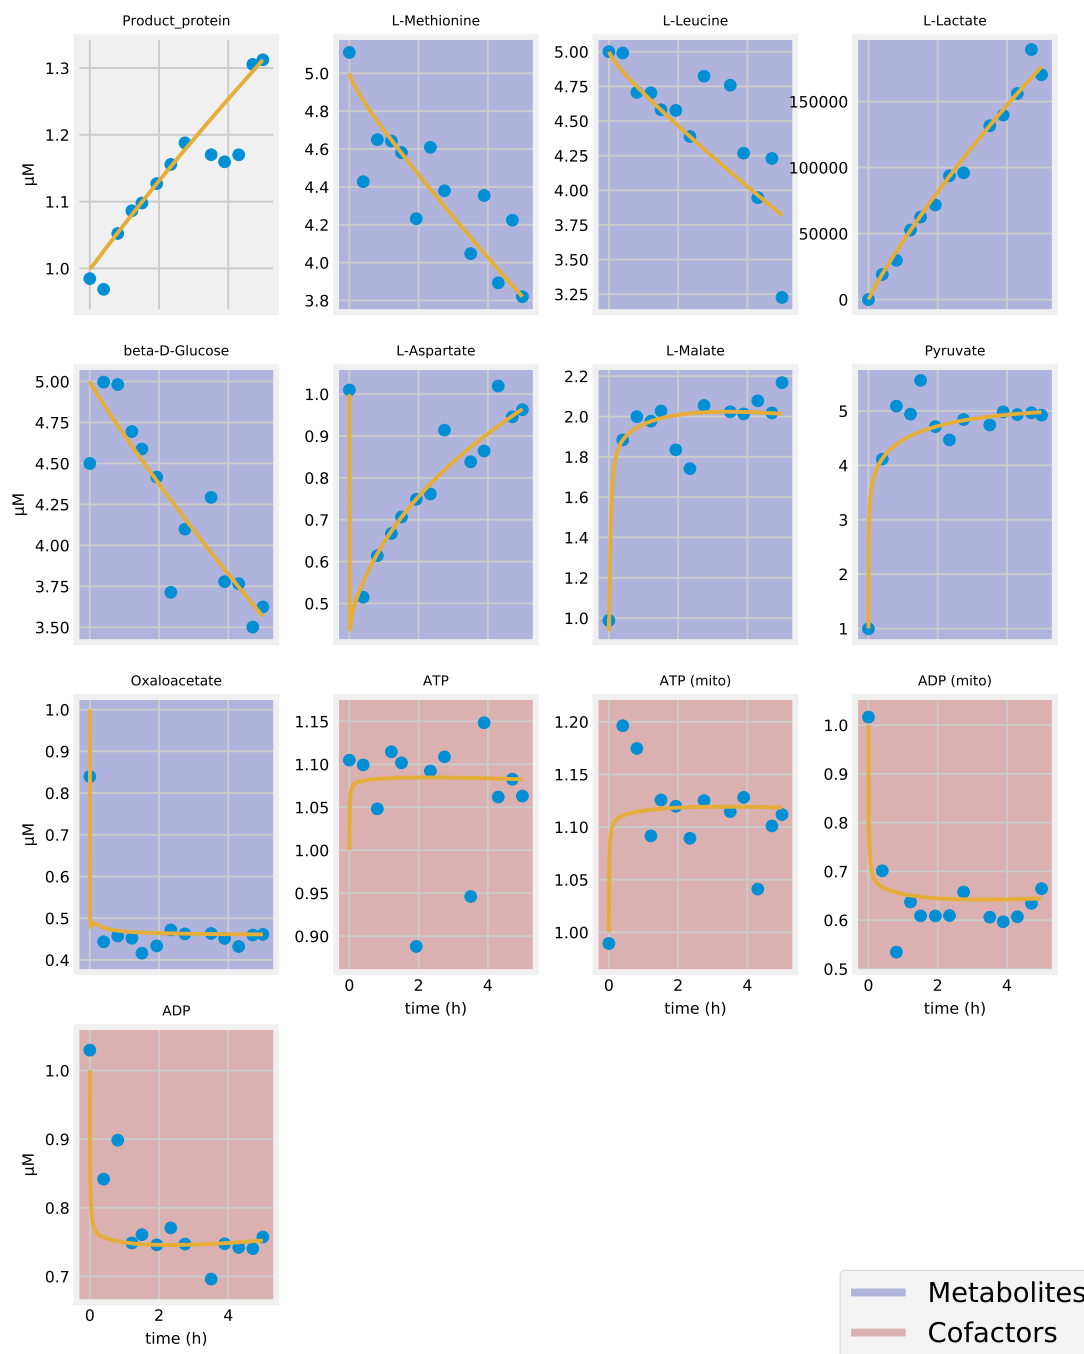 Product_protein
L-Methionine
L-Leucine
L-Lactate
µM
1.3
1.2
1.1
1.0
5.0
4.8
4.6
4.4
4.2
4.0
3.8
5.00
4.75
4.50
4.25
4.00
3.75
3.50
3.25
150000
100000
50000
0
beta-D-Glucose
L-Aspartate
L-Malate
Pyruvate
µM
5.00
4.75
4.50
4.25
4.00
3.75
3.50
1.0
0.9
0.8
0.7
0.6
0.5
2.2
2.0
1.8
1.6
1.4
1.2
1.0
5
4
3
2
1
Oxaloacetate
ATP
ATP (mito)
ADP (mito)
µM
1.0
0.9
0.8
0.7
0.6
0.5
0.4
1.15
1.10
1.05
1.00
0.95
0.90
0 2 4
time (h)
1.20
1.15
1.10
1.05
1.00
0 2 4
time (h)
1.0
0.9
0.8
0.7
0.6
0.5
0 2 4
time (h)
ADP
µM
1.0
0.9
0.8
0.7
0 2 4
time (h)
Metabolites
Cofactors